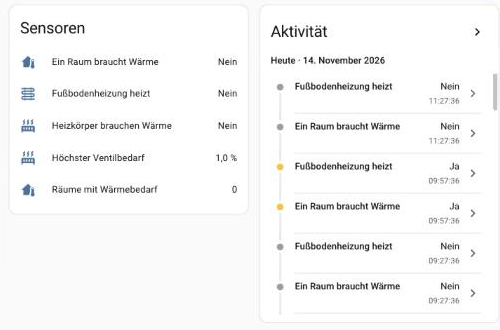 Sensoren
Ein Raum braucht Wärme Nein
Fußbodenheizung heizt Nein
Heizkörper brauchen Wärme Nein
Höchster Ventilbedarf 1,0 %
Räume mit Wärmebedarf 0
Aktivität
Heute · 14. November 2026
Fußbodenheizung heizt Nein
11:27:36
Ein Raum braucht Wärme Nein
11:27:36
Fußbodenheizung heizt Ja
09:57:36
Ein Raum braucht Wärme Ja
09:57:36
Fußbodenheizung heizt Nein
09:27:36
Ein Raum braucht Wärme Nein
09:27:36